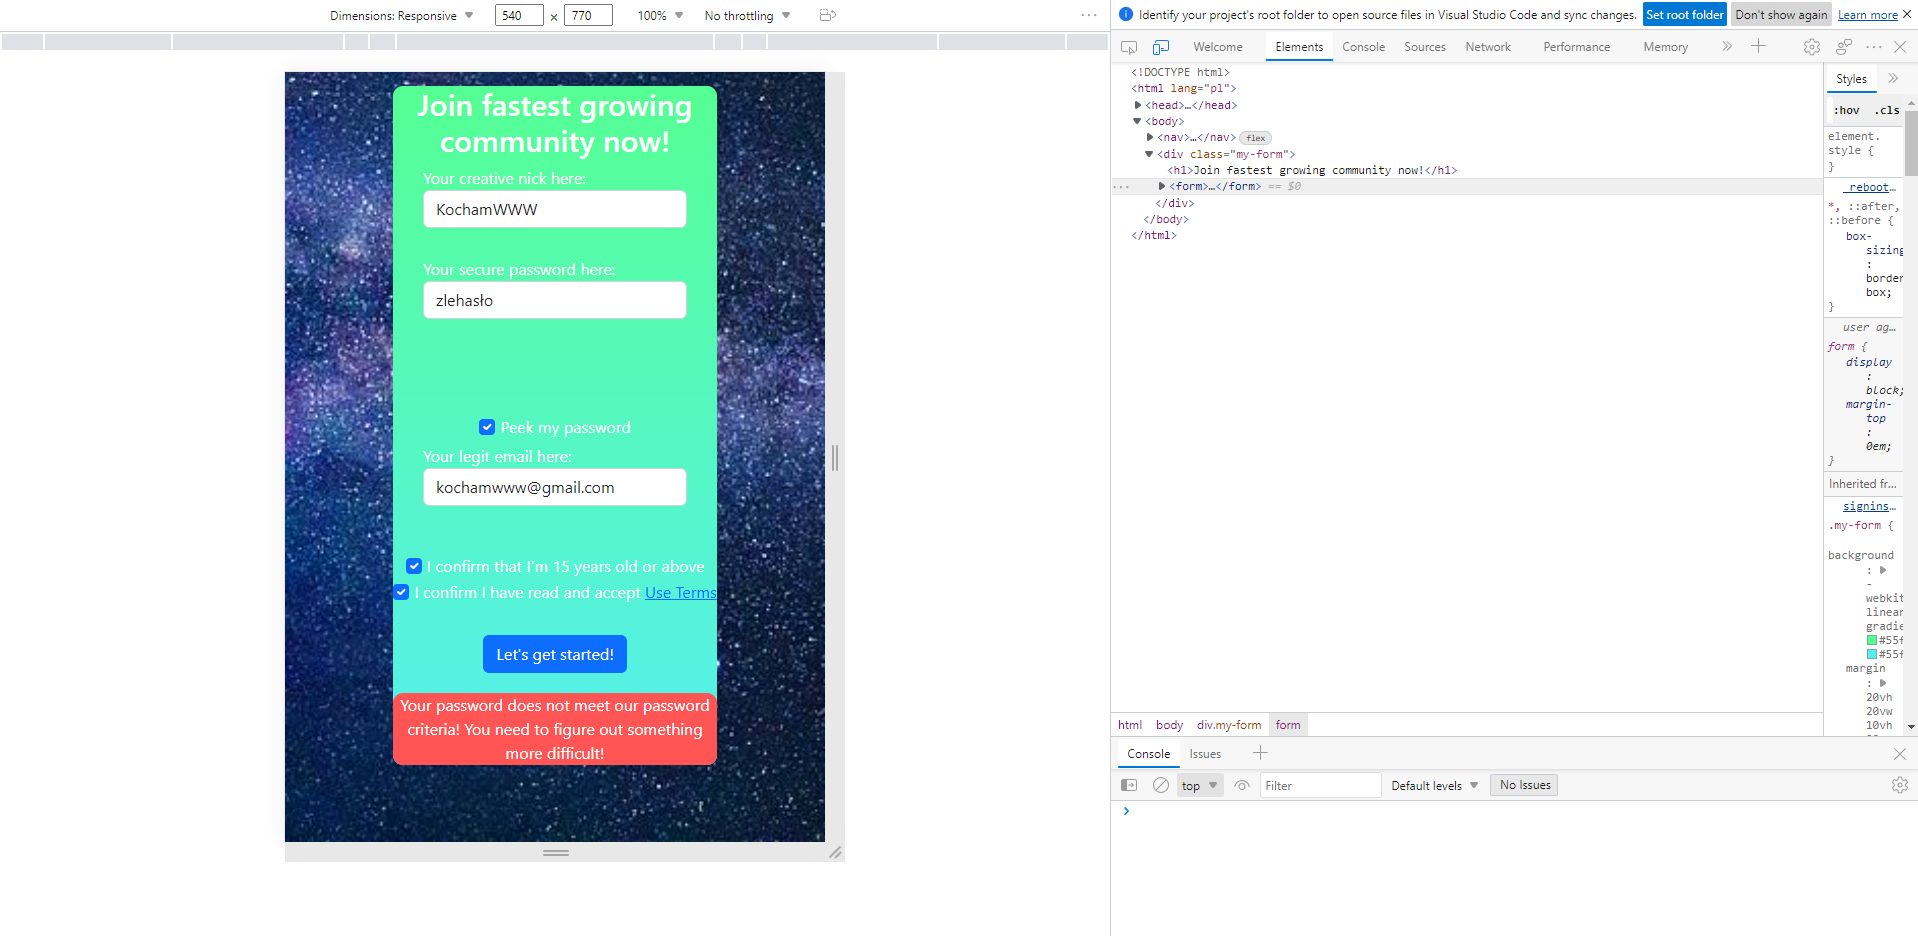 Dimensions: Responsive 540 × 770 100% No throttling
Join fastest growing
community now!
Your creative nick here:
KochamWWW
Your secure password here:
zlehasło
Peek my password
Your legit email here:
kochamwww@gmail.com
I confirm that I'm 15 years old or above
I confirm I have read and accept Use Terms
Let's get started!
Your password does not meet our password
criteria! You need to figure out something
more difficult!
Identify your project's root folder to open source files in Visual Studio Code and sync changes. Set root folder Don't show again Learn more
Welcome Elements Console Sources Network Performance Memory
<!DOCTYPE html>
<html lang="pl">
<head>…</head>
<body>
<nav>…</nav> flex
<div class="my-form">
<h1>Join fastest growing community now!</h1>
<form>…</form> == $0
</div>
</body>
</html>
html body div.my-form form
Styles
:hov .cls
element.
style {
}
_reboot…
*, ::after,
::before {
box-
sizing
:
border
box;
}
user ag…
form {
display
:
block;
margin-
top
:
0em;
}
Inherited fr…
signins…
.my-form {
background
:
-
webkit
linear
gradie
#55f
#55f
margin
:
20vh
20vw
10vh
Console Issues
top Filter Default levels No Issues